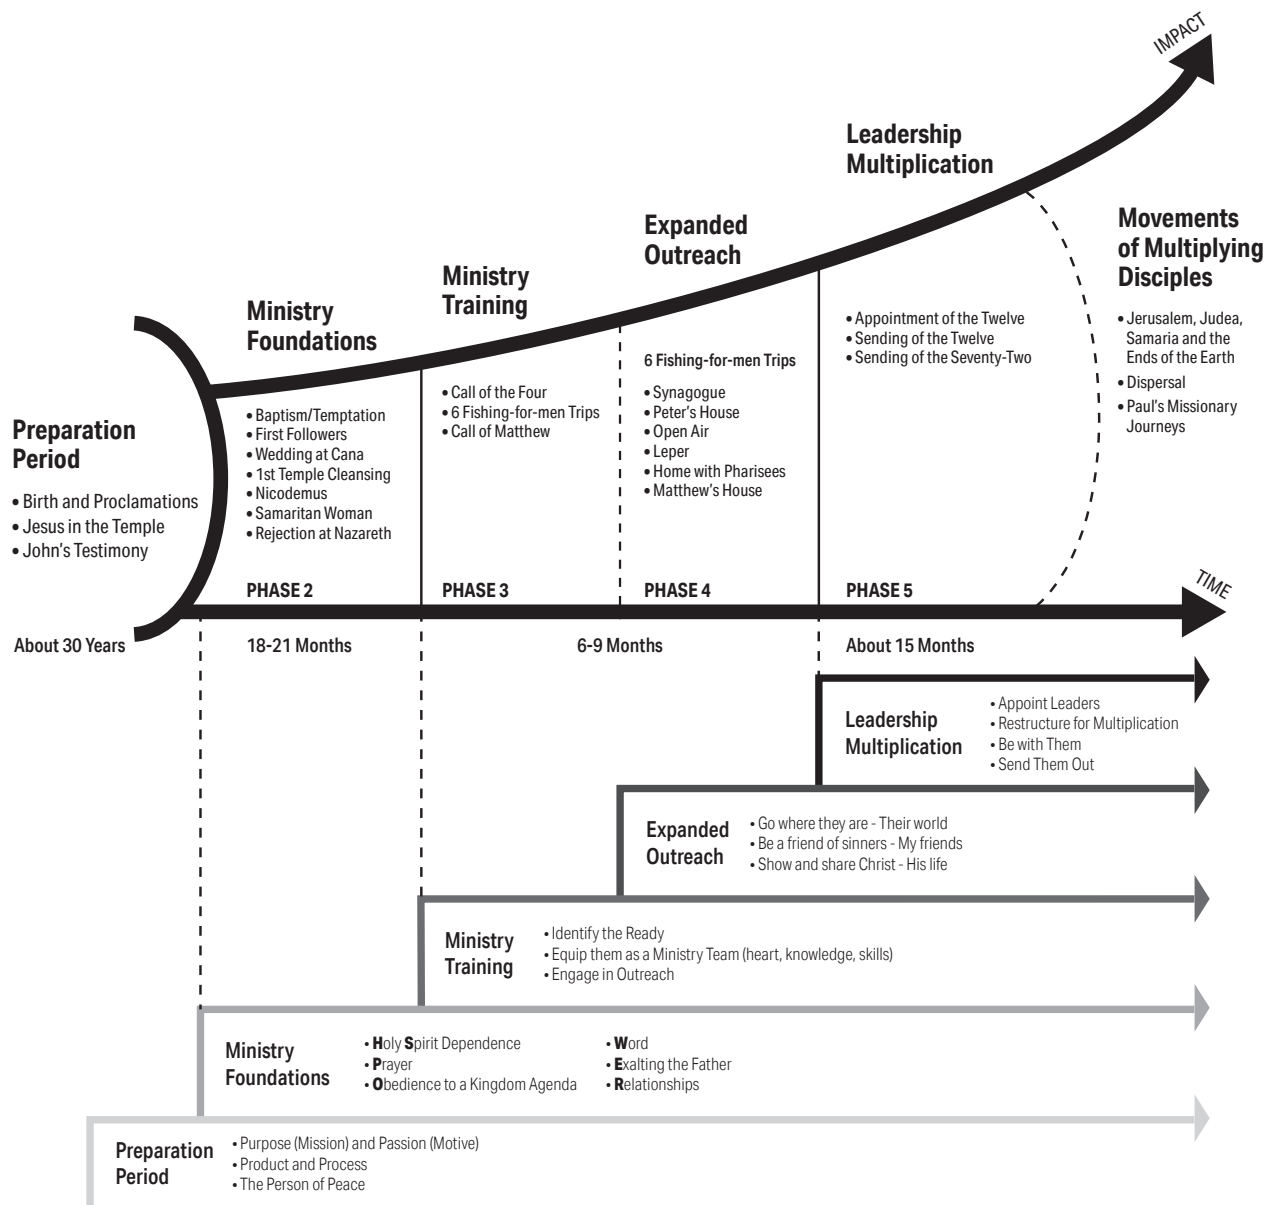 IMPACT
Leadership
Multiplication
Expanded
Outreach
Ministry
Training
Ministry
Foundations
Movements
of Multiplying
Disciples
• Jerusalem, Judea,
Samaria and the
Ends of the Earth
• Dispersal
• Paul's Missionary
Journeys
Preparation
Period
• Birth and Proclamations
• Jesus in the Temple
• John's Testimony
• Baptism/Temptation
• First Followers
• Wedding at Cana
• 1st Temple Cleansing
• Nicodemus
• Samaritan Woman
• Rejection at Nazareth
• Call of the Four
• 6 Fishing-for-men Trips
• Call of Matthew
6 Fishing-for-men Trips
• Synagogue
• Peter's House
• Open Air
• Leper
• Home with Pharisees
• Matthew's House
• Appointment of the Twelve
• Sending of the Twelve
• Sending of the Seventy-Two
PHASE 2
PHASE 3
PHASE 4
PHASE 5
TIME
About 30 Years
18-21 Months
6-9 Months
About 15 Months
Leadership
Multiplication
• Appoint Leaders
• Restructure for Multiplication
• Be with Them
• Send Them Out
Expanded
Outreach
• Go where they are - Their world
• Be a friend of sinners - My friends
• Show and share Christ - His life
Ministry
Training
• Identify the Ready
• Equip them as a Ministry Team (heart, knowledge, skills)
• Engage in Outreach
Ministry
Foundations
• Holy Spirit Dependence
• Prayer
• Obedience to a Kingdom Agenda
• Word
• Exalting the Father
• Relationships
Preparation
Period
• Purpose (Mission) and Passion (Motive)
• Product and Process
• The Person of Peace